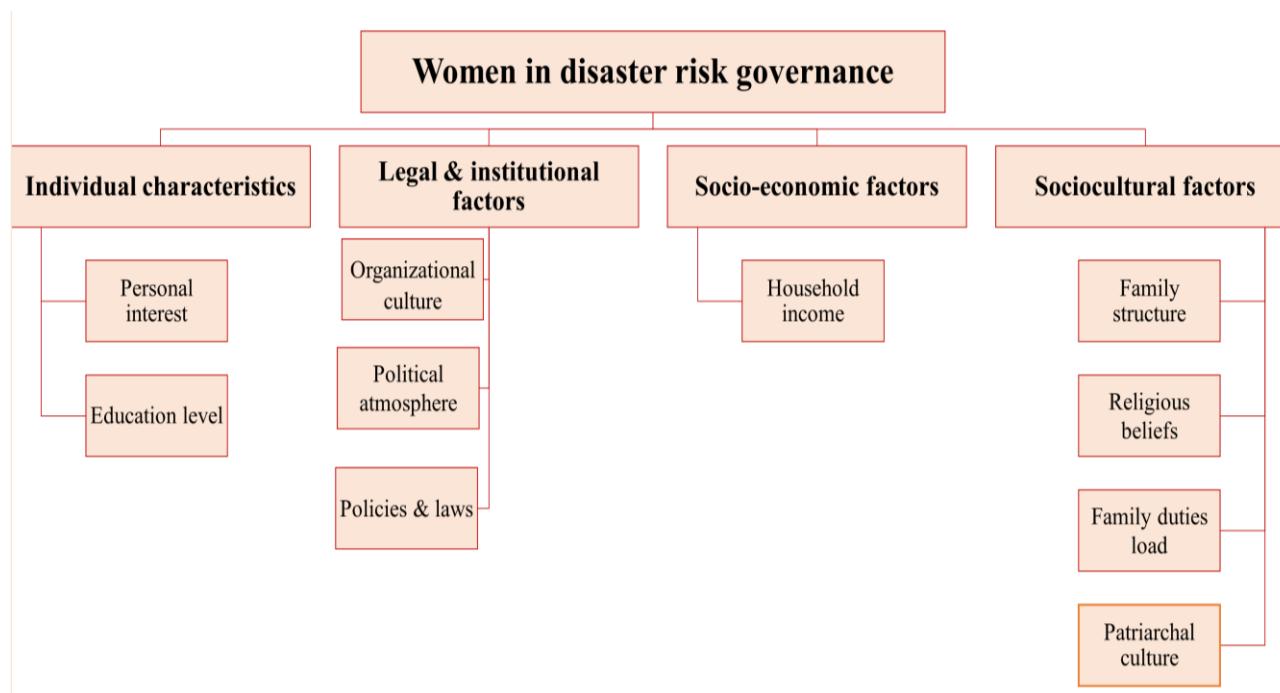 Women in disaster risk governance
Individual characteristics
Legal & institutional
factors
Socio-economic factors
Sociocultural factors
Personal
interest
Education level
Organizational
culture
Political
atmosphere
Policies & laws
Household
income
Family
structure
Religious
beliefs
Family duties
load
Patriarchal
culture